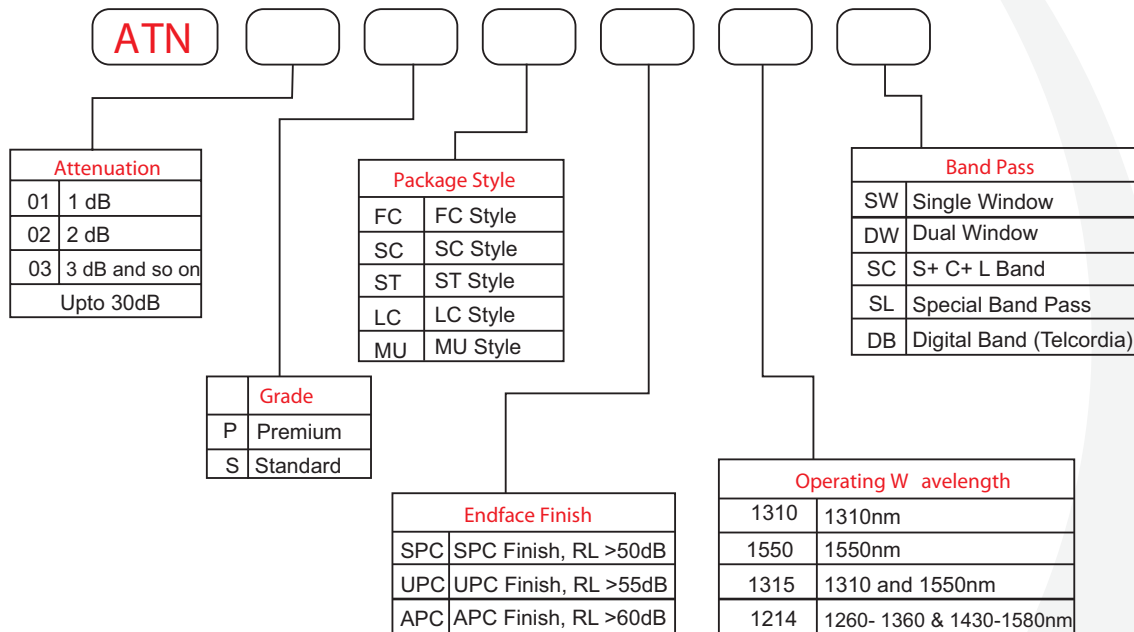 ATN
Attenuation
01 1 dB
02 2 dB
03 3 dB and so on
Upto 30dB
Grade
P Premium
S Standard
Package Style
FC FC Style
SC SC Style
ST ST Style
LC LC Style
MU MU Style
Endface Finish
SPC SPC Finish, RL >50dB
UPC UPC Finish, RL >55dB
APC APC Finish, RL >60dB
Operating W avelength
1310 1310nm
1550 1550nm
1315 1310 and 1550nm
1214 1260- 1360 & 1430-1580nm
Band Pass
SW Single Window
DW Dual Window
SC S+ C+ L Band
SL Special Band Pass
DB Digital Band (Telcordia)